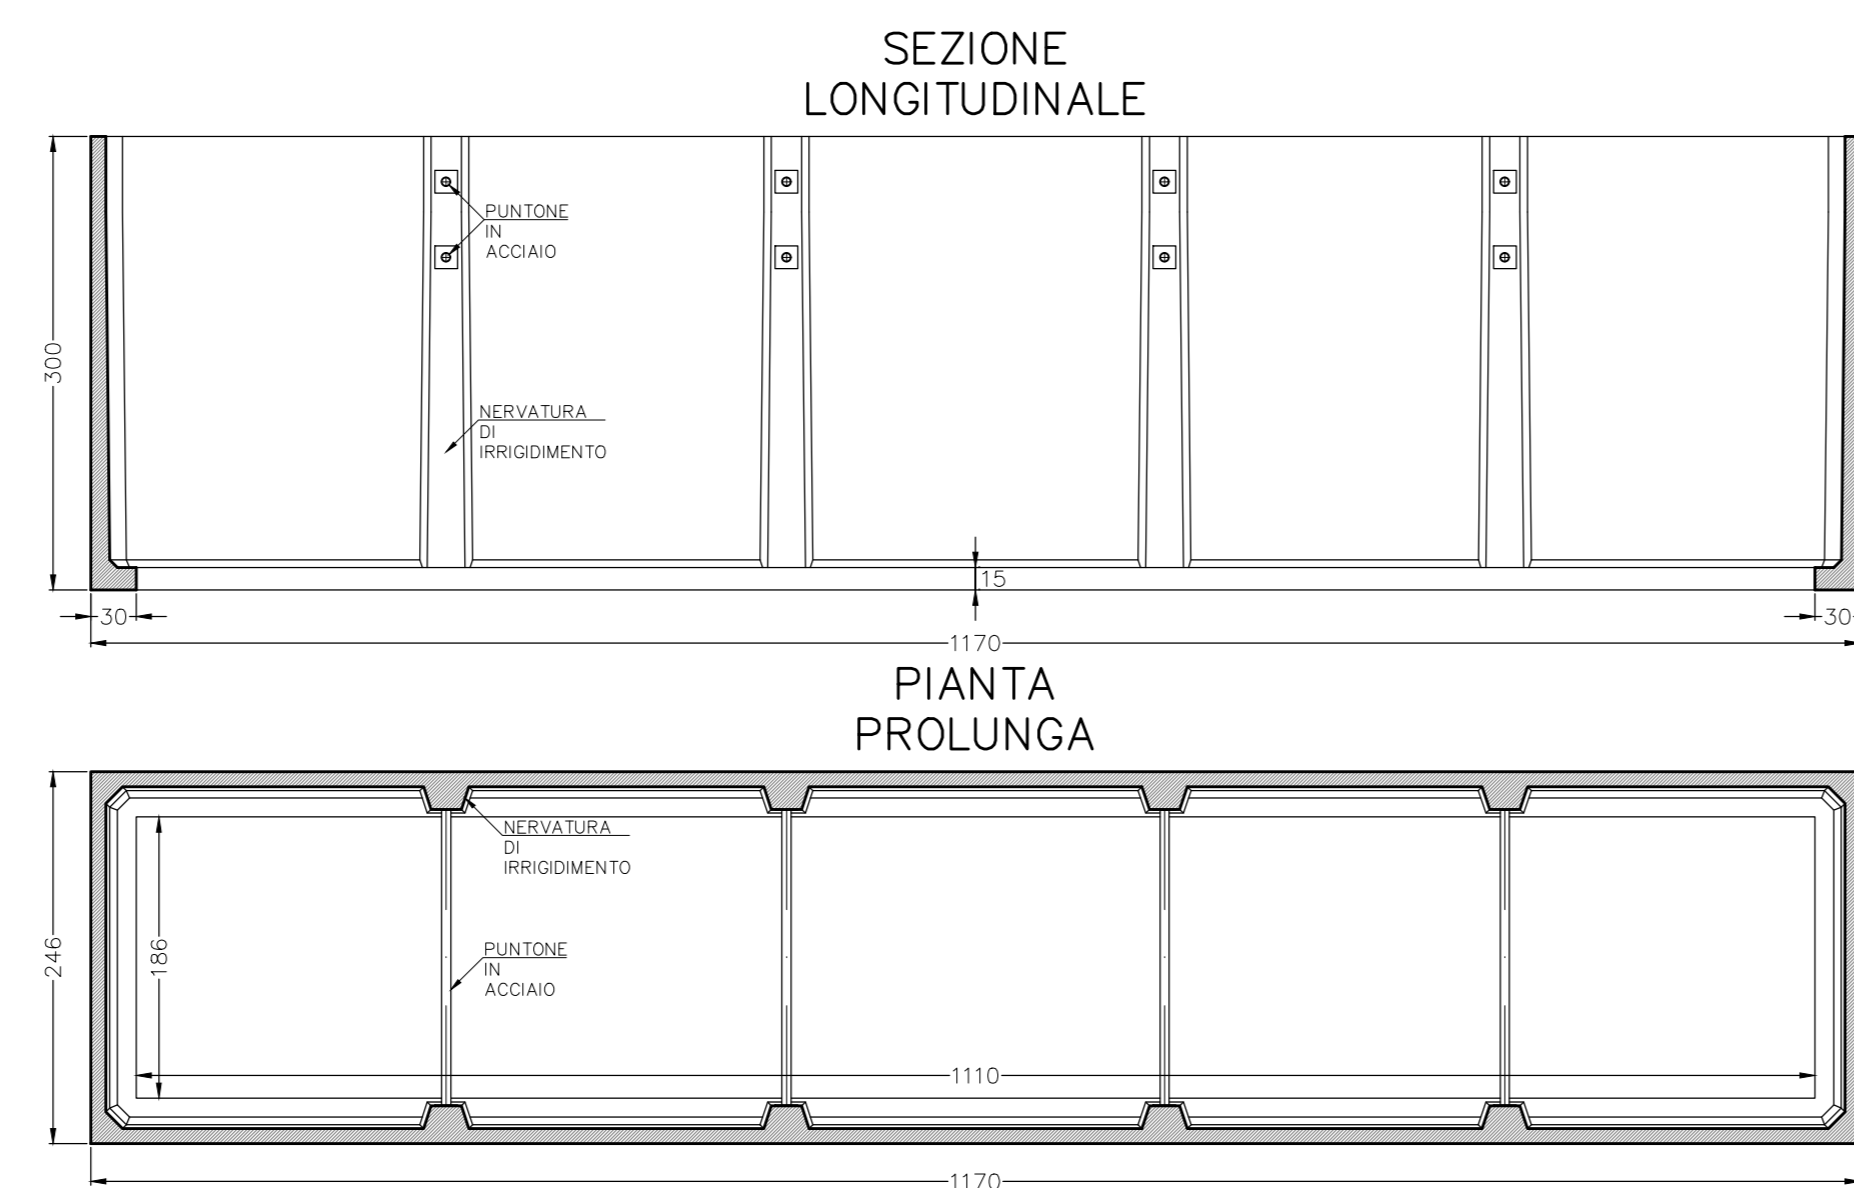 SEZIONE
LONGITUDINALE
PUNTONE
IN
ACCIAIO
300
NERVATURA
DI
IRRIGIDIMENTO
15
30
30
1170
PIANTA
PROLUNGA
NERVATURA
DI
IRRIGIDIMENTO
246
186
PUNTONE
IN
ACCIAIO
1110
1170